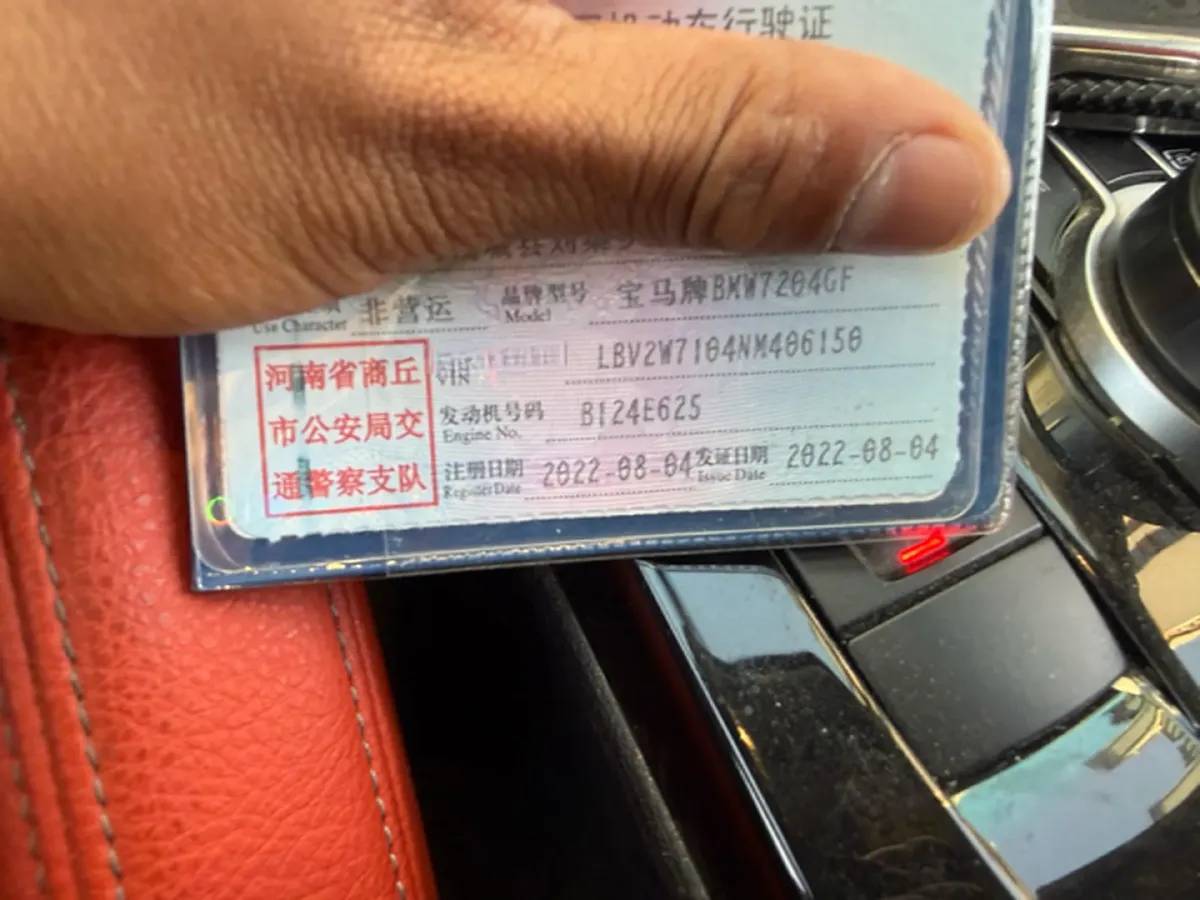 机动车行驶证
Use Character 非营运 品牌型号 Model 宝马牌BMW7204GF
VIN LBV2W7104NM406150
发动机号码 Engine No. B124E625
注册日期 Register Date 2022-08-04 发证日期 Issue Date 2022-08-04
河南省商丘
市公安局交
通警察支队